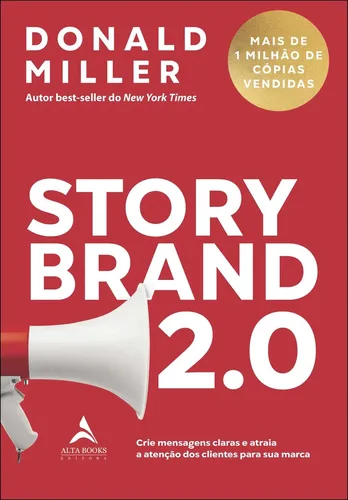 DONALD
MILLER
Autor best-seller do New York Times
MAIS DE
1 MILHÃO DE
CÓPIAS
VENDIDAS
STORY
BRAND
2.0
Crie mensagens claras e atraia
a atenção dos clientes para sua marca
ALTA BOOKS
EDITORA